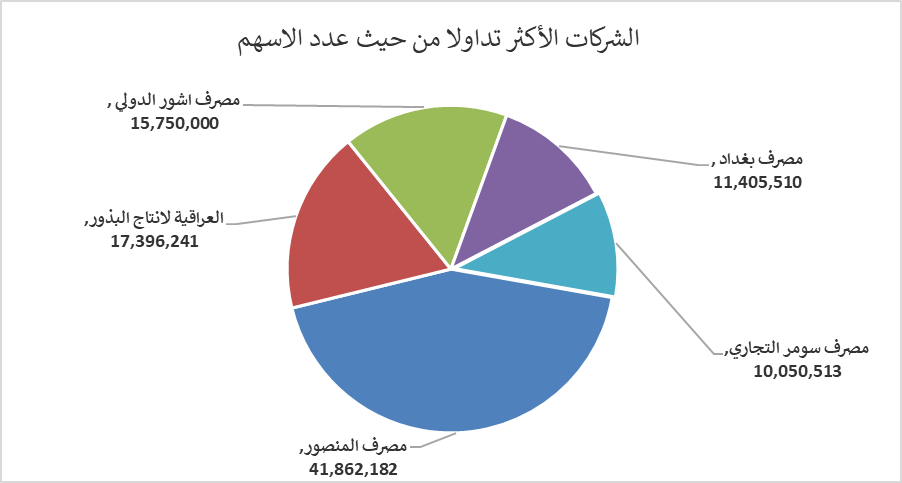 الشركات الأكثر تداولا من حيث عدد الاسهم
مصرف اشور الدولي ,
15,750,000
مصرف بغداد ,
11,405,510
العراقية لانتاج البذور,
17,396,241
مصرف سومر التجاري,
10,050,513
مصرف المنصور,
41,862,182